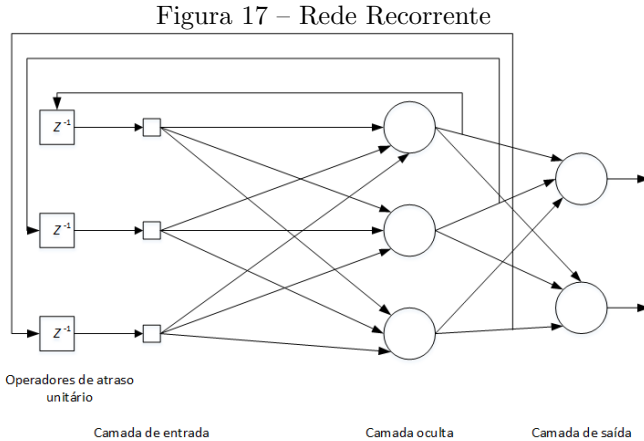 Figura 17 – Rede Recorrente
Z⁻¹
Z⁻¹
Z⁻¹
Operadores de atraso
unitário
Camada de entrada
Camada oculta
Camada de saída